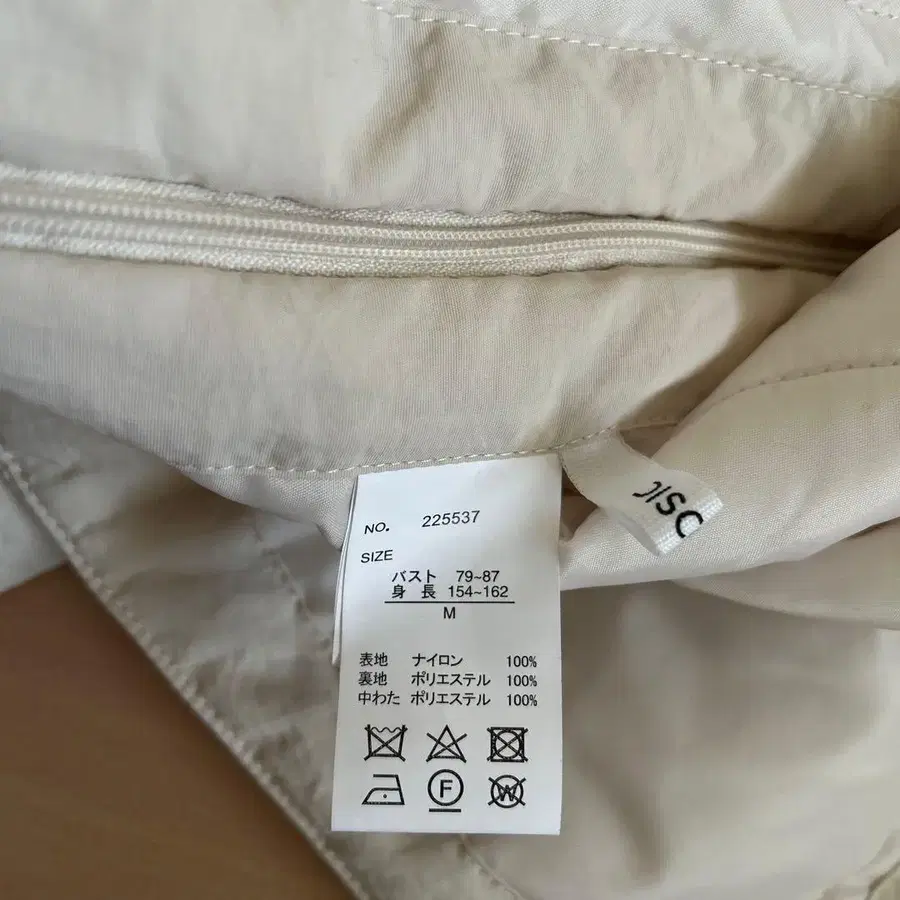 NO. 225537
SIZE
バスト 79~87
身 長 154~162
M
表地 ナイロン 100%
裏地 ポリエステル 100%
中わた ポリエステル 100%
F
W